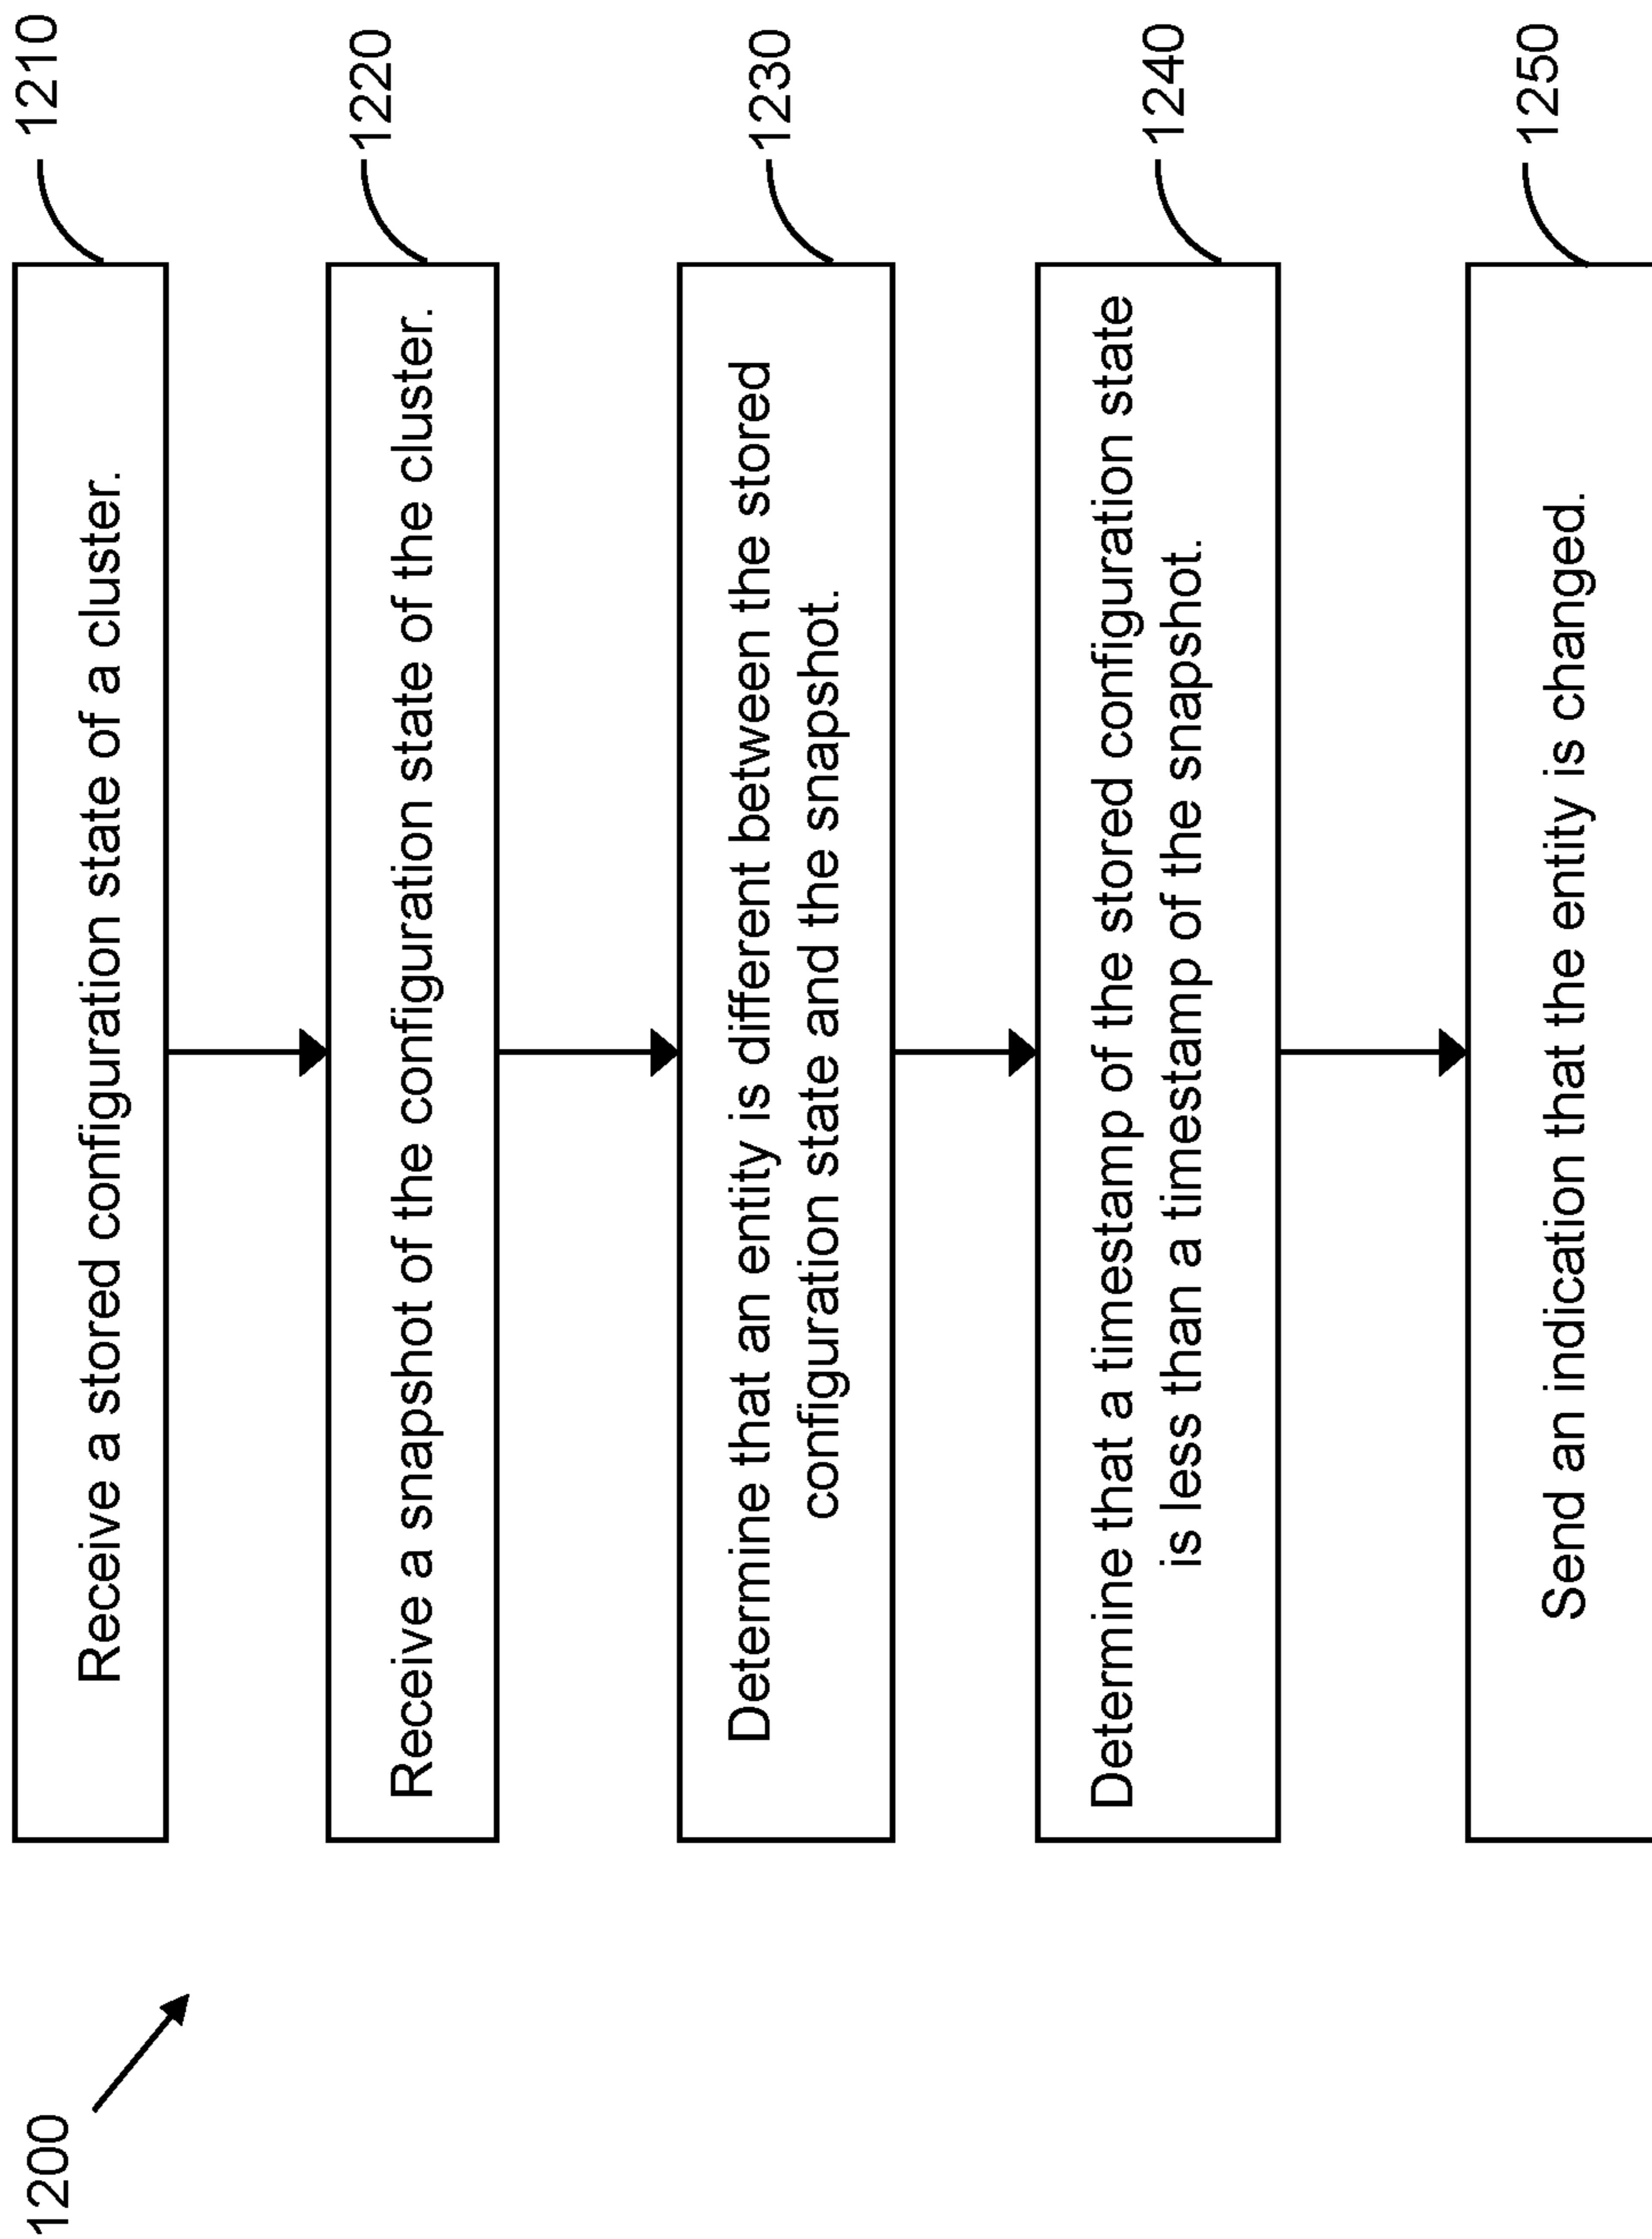 1200
Receive a stored configuration state of a cluster.
1210
Receive a snapshot of the configuration state of the cluster.
1220
Determine that an entity is different between the stored
configuration state and the snapshot.
1230
Determine that a timestamp of the stored configuration state
is less than a timestamp of the snapshot.
1240
Send an indication that the entity is changed.
1250